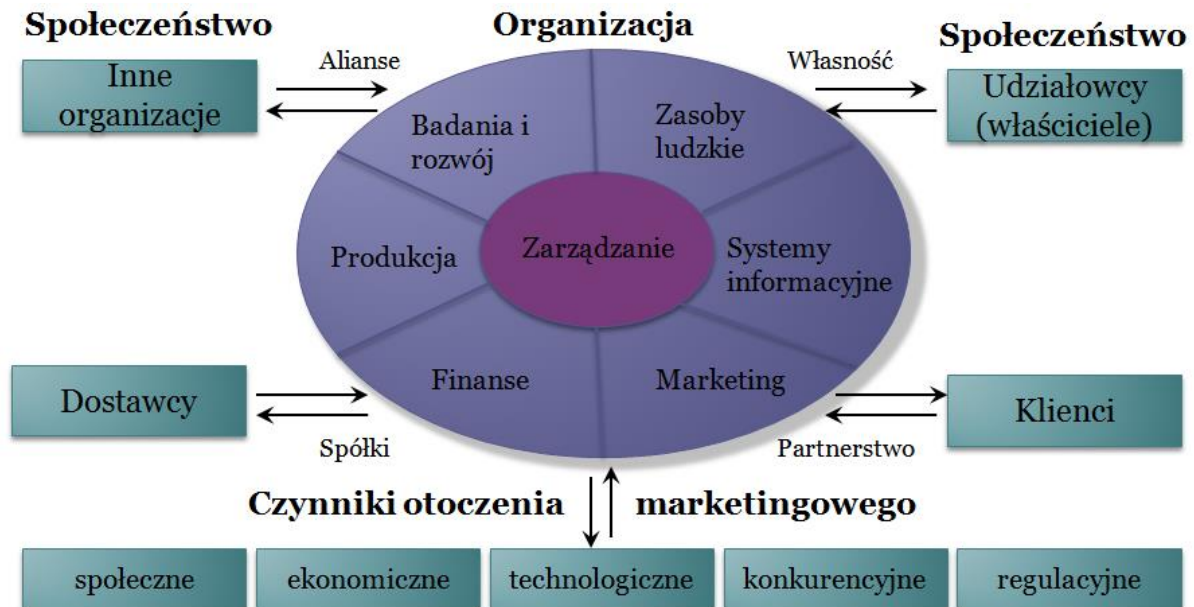 Społeczeństwo
Organizacja
Społeczeństwo
Inne
organizacje
Alianse
Własność
Udziałowcy
(właściciele)
Badania i
rozwój
Zasoby
ludzkie
Produkcja
Zarządzanie
Systemy
informacyjne
Finanse
Marketing
Dostawcy
Spółki
Partnerstwo
Klienci
Czynniki otoczenia marketingowego
społeczne
ekonomiczne
technologiczne
konkurencyjne
regulacyjne